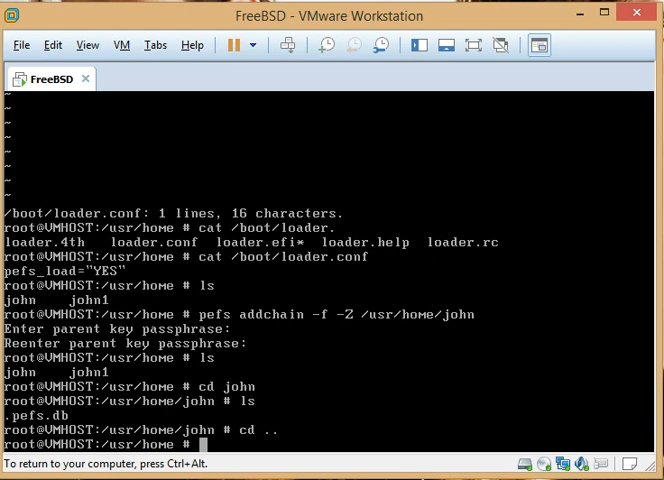 FreeBSD - VMware Workstation
File Edit View VM Tabs Help
FreeBSD
~
~
~
~
~
~
~
~
/boot/loader.conf: 1 lines, 16 characters.
root@VMHOST:/usr/home # cat /boot/loader.
loader.4th loader.conf loader.efi* loader.help loader.rc
root@VMHOST:/usr/home # cat /boot/loader.conf
pefs_load="YES"
root@VMHOST:/usr/home # ls
john john1
root@VMHOST:/usr/home # pefs addchain -f -Z /usr/home/john
Enter parent key passphrase:
Reenter parent key passphrase:
root@VMHOST:/usr/home # ls
john john1
root@VMHOST:/usr/home # cd john
root@VMHOST:/usr/home/john # ls
.pefs.db
root@VMHOST:/usr/home/john # cd ..
root@VMHOST:/usr/home #
To return to your computer, press Ctrl+Alt.